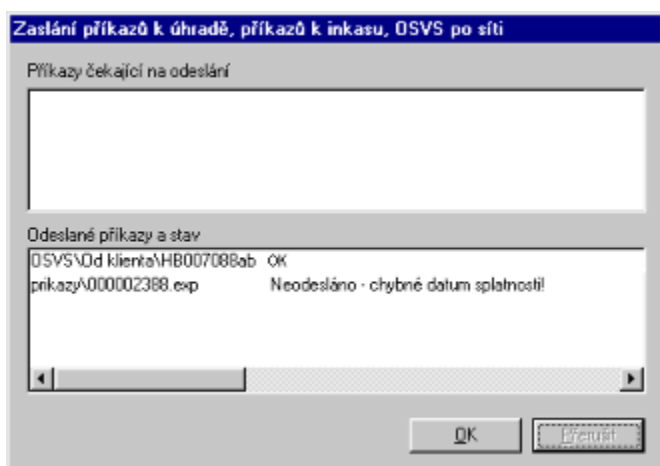 Zaslání příkazů k úhradě, příkazů k inkasu, OSVS po síti
Příkazy čekající na odeslání
Odeslané příkazy a stav
OSVS\Od klienta\HB007088ab OK
prikazy\000002388.exp Neodesláno - chybné datum splatnosti!
OK Přerušit